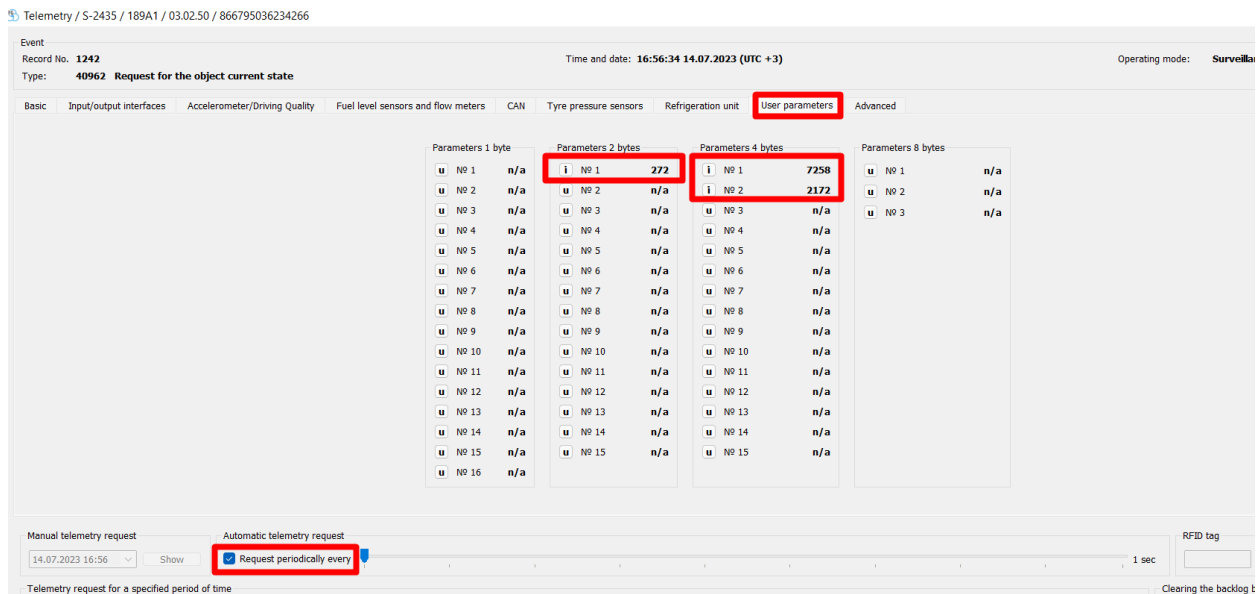 Telemetry / S-2435 / 189A1 / 03.02.50 / 866795036234266
Event
Record No. 1242 Time and date: 16:56:34 14.07.2023 (UTC +3) Operating mode:
Type: 40962 Request for the object current state
Basic Input/output interfaces Accelerometer/Driving Quality Fuel level sensors and flow meters CAN Tyre pressure sensors Refrigeration unit User parameters Advanced
Parameters 1 byte Parameters 2 bytes Parameters 4 bytes Parameters 8 bytes
u № 1 n/a i № 1 272 i № 1 7258 u № 1 n/a
u № 2 n/a u № 2 n/a i № 2 2172 u № 2 n/a
u № 3 n/a u № 3 n/a u № 3 n/a u № 3 n/a
u № 4 n/a u № 4 n/a u № 4 n/a
u № 5 n/a u № 5 n/a u № 5 n/a
u № 6 n/a u № 6 n/a u № 6 n/a
u № 7 n/a u № 7 n/a u № 7 n/a
u № 8 n/a u № 8 n/a u № 8 n/a
u № 9 n/a u № 9 n/a u № 9 n/a
u № 10 n/a u № 10 n/a u № 10 n/a
u № 11 n/a u № 11 n/a u № 11 n/a
u № 12 n/a u № 12 n/a u № 12 n/a
u № 13 n/a u № 13 n/a u № 13 n/a
u № 14 n/a u № 14 n/a u № 14 n/a
u № 15 n/a u № 15 n/a u № 15 n/a
u № 16 n/a
Manual telemetry request Automatic telemetry request RFID tag
14.07.2023 16:56 Show Request periodically every 1 sec
Telemetry request for a specified period of time Clearing the backlog